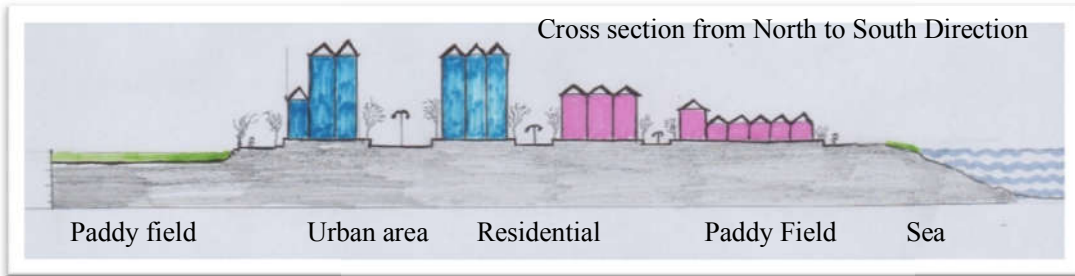 Cross section from North to South Direction
Paddy field Urban area Residential Paddy Field Sea